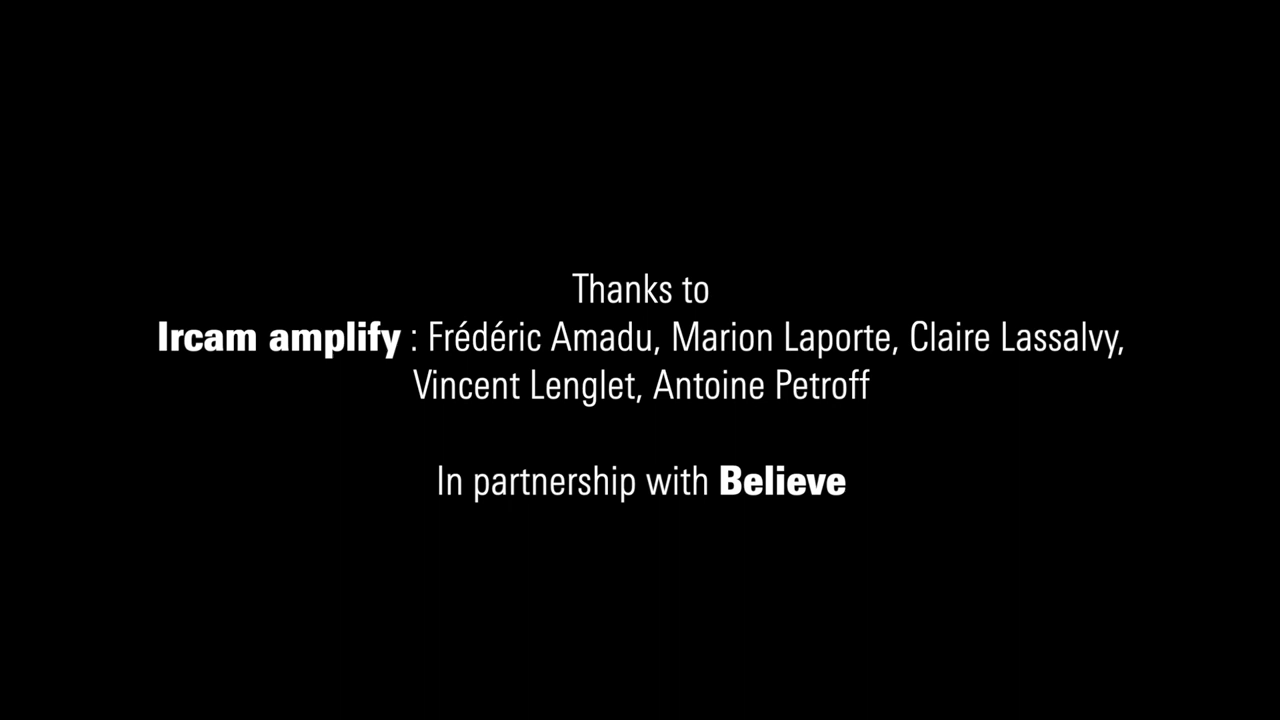 Thanks to
Ircam amplify : Frédéric Amadu, Marion Laporte, Claire Lassalvy,
Vincent Lenglet, Antoine Petroff
In partnership with Believe